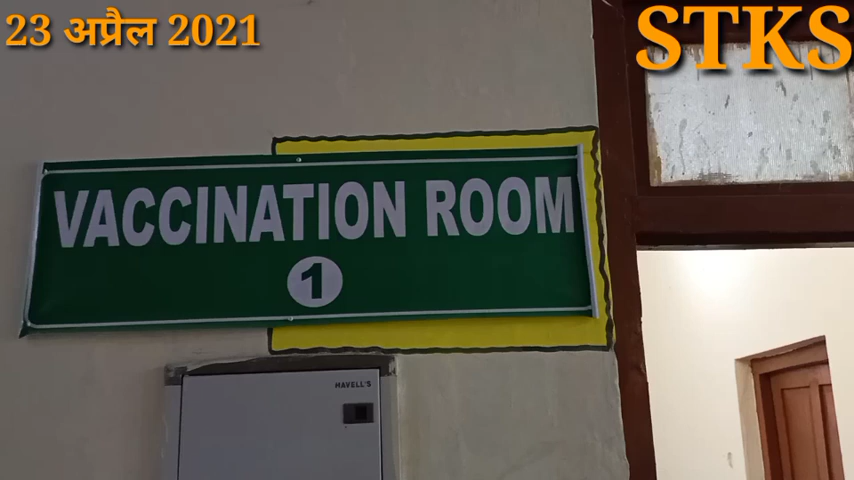 23 अप्रैल 2021
STKS
VACCINATION ROOM
1
HAVELL'S